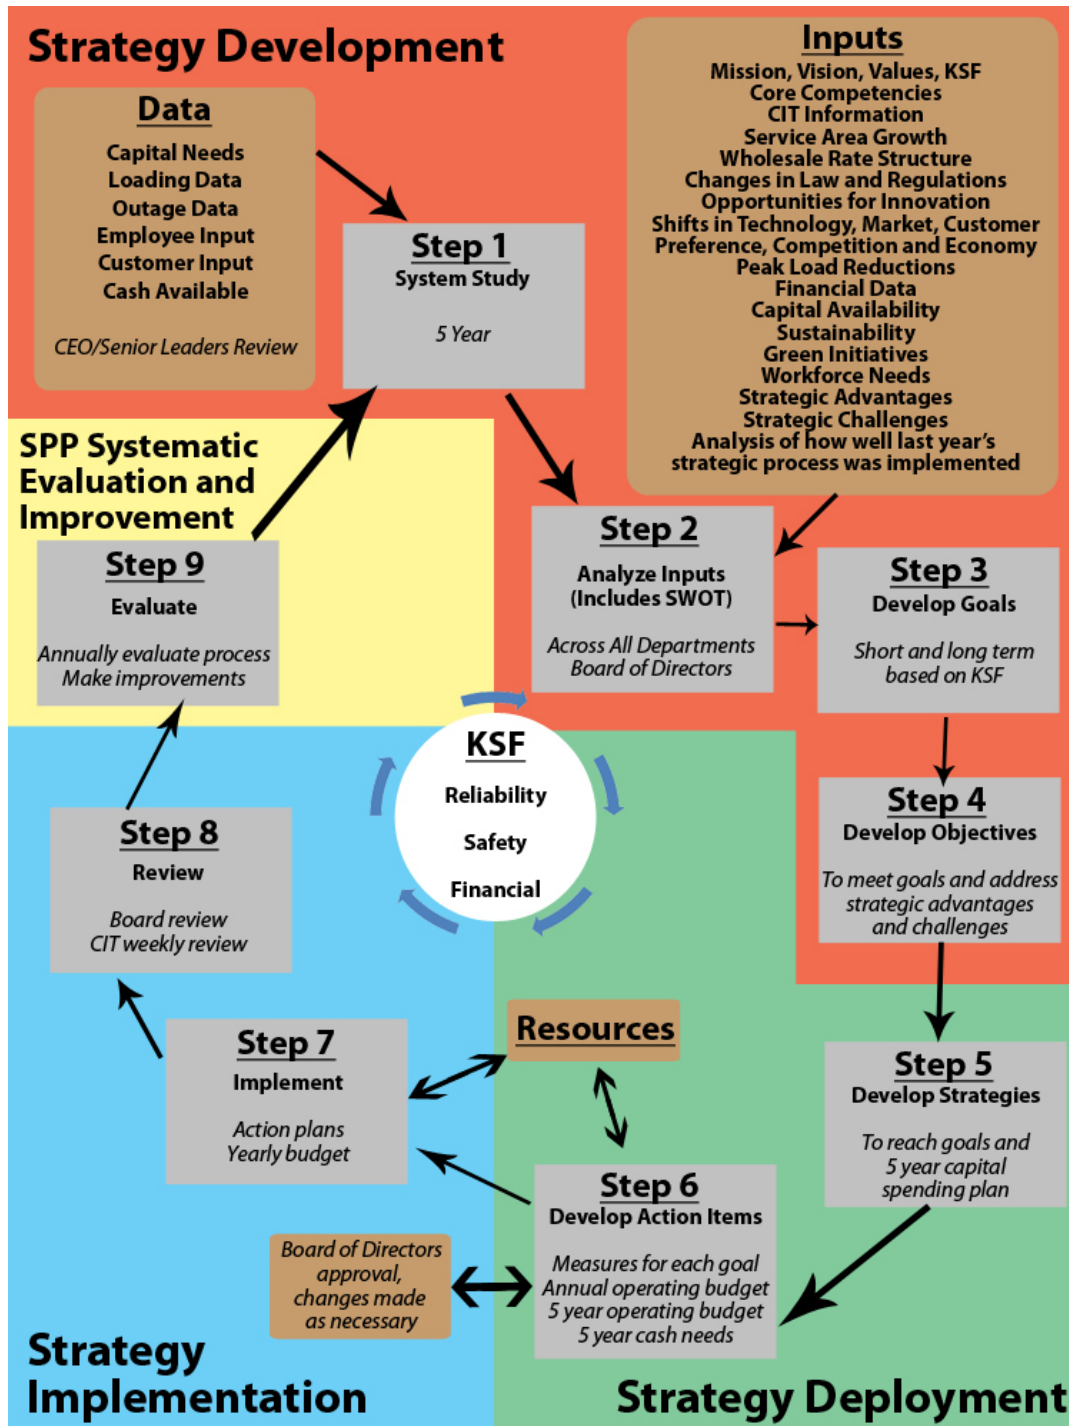 Strategy Development
Data
Capital Needs
Loading Data
Outage Data
Employee Input
Customer Input
Cash Available
CEO/Senior Leaders Review
Inputs
Mission, Vision, Values, KSF
Core Competencies
CIT Information
Service Area Growth
Wholesale Rate Structure
Changes in Law and Regulations
Opportunities for Innovation
Shifts in Technology, Market, Customer
Preference, Competition and Economy
Peak Load Reductions
Financial Data
Capital Availability
Sustainability
Green Initiatives
Workforce Needs
Strategic Advantages
Strategic Challenges
Analysis of how well last year's
strategic process was implemented
Step 1
System Study
5 Year
Step 2
Analyze Inputs
(Includes SWOT)
Across All Departments
Board of Directors
Step 3
Develop Goals
Short and long term
based on KSF
Step 4
Develop Objectives
To meet goals and address
strategic advantages
and challenges
Strategy Deployment
Step 5
Develop Strategies
To reach goals and
5 year capital
spending plan
Step 6
Develop Action Items
Measures for each goal
Annual operating budget
5 year operating budget
5 year cash needs
Resources
Board of Directors
approval,
changes made
as necessary
Strategy
Implementation
Step 7
Implement
Action plans
Yearly budget
Step 8
Review
Board review
CIT weekly review
SPP Systematic
Evaluation and
Improvement
Step 9
Evaluate
Annually evaluate process
Make improvements
KSF
Reliability
Safety
Financial